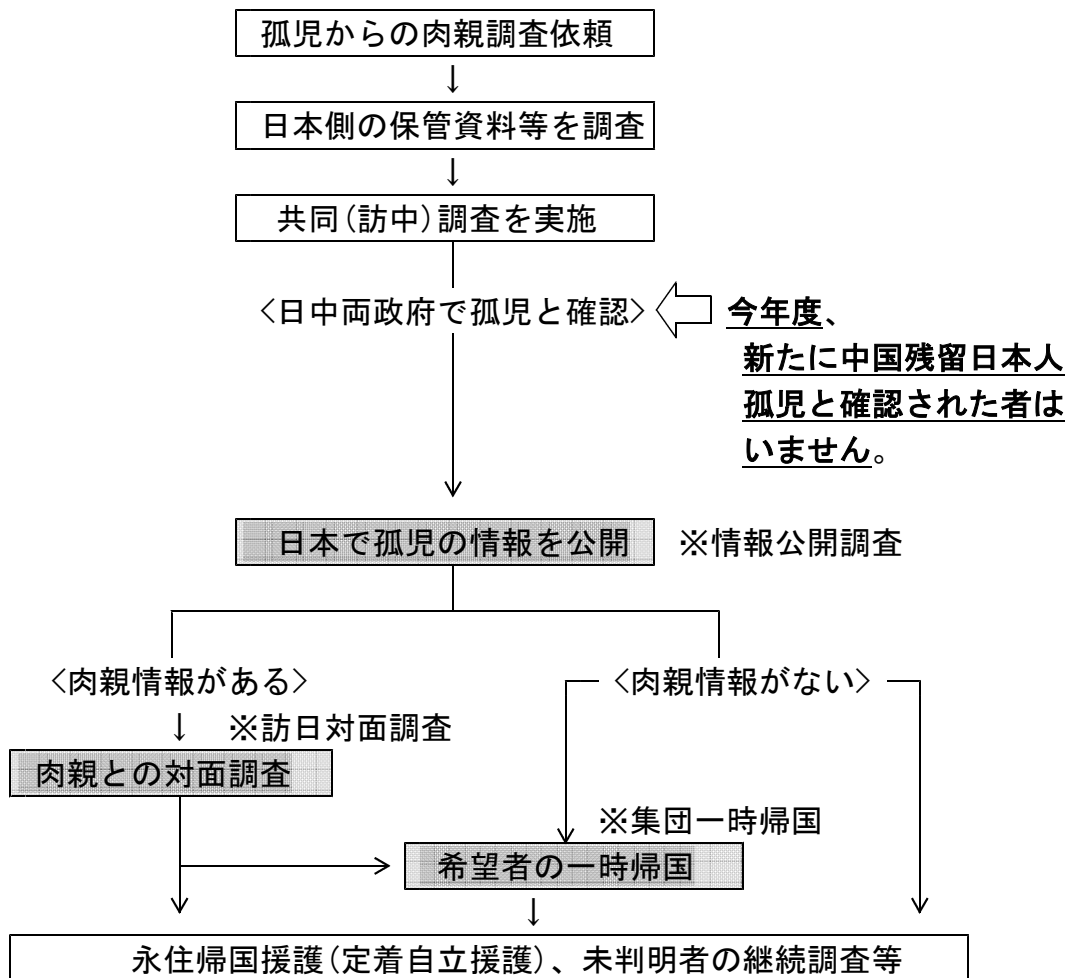 孤児からの肉親調査依頼
↓
日本側の保管資料等を調査
↓
共同(訪中)調査を実施
<日中両政府で孤児と確認>
今年度、
新たに中国残留日本人
孤児と確認された者は
いません。
日本で孤児の情報を公開 ※情報公開調査
<肉親情報がある>
<肉親情報がない>
↓ ※訪日対面調査
肉親との対面調査
※集団一時帰国
希望者の一時帰国
↓
永住帰国援護(定着自立援護)、未判明者の継続調査等